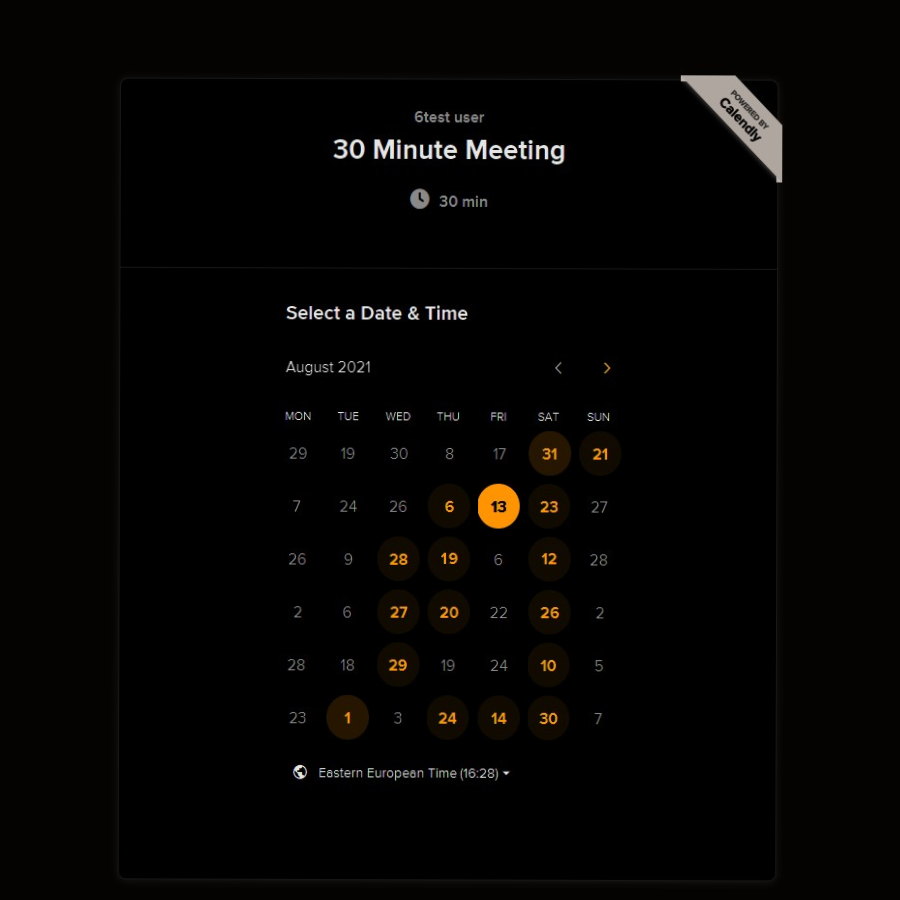 POWERED BY
Calendly
6test user
30 Minute Meeting
30 min
Select a Date & Time
August 2021
MON TUE WED THU FRI SAT SUN
29 19 30 8 17 31 21
7 24 26 6 13 23 27
26 9 28 19 6 12 28
2 6 27 20 22 26 2
28 18 29 19 24 10 5
23 1 3 24 14 30 7
Eastern European Time (16:28)